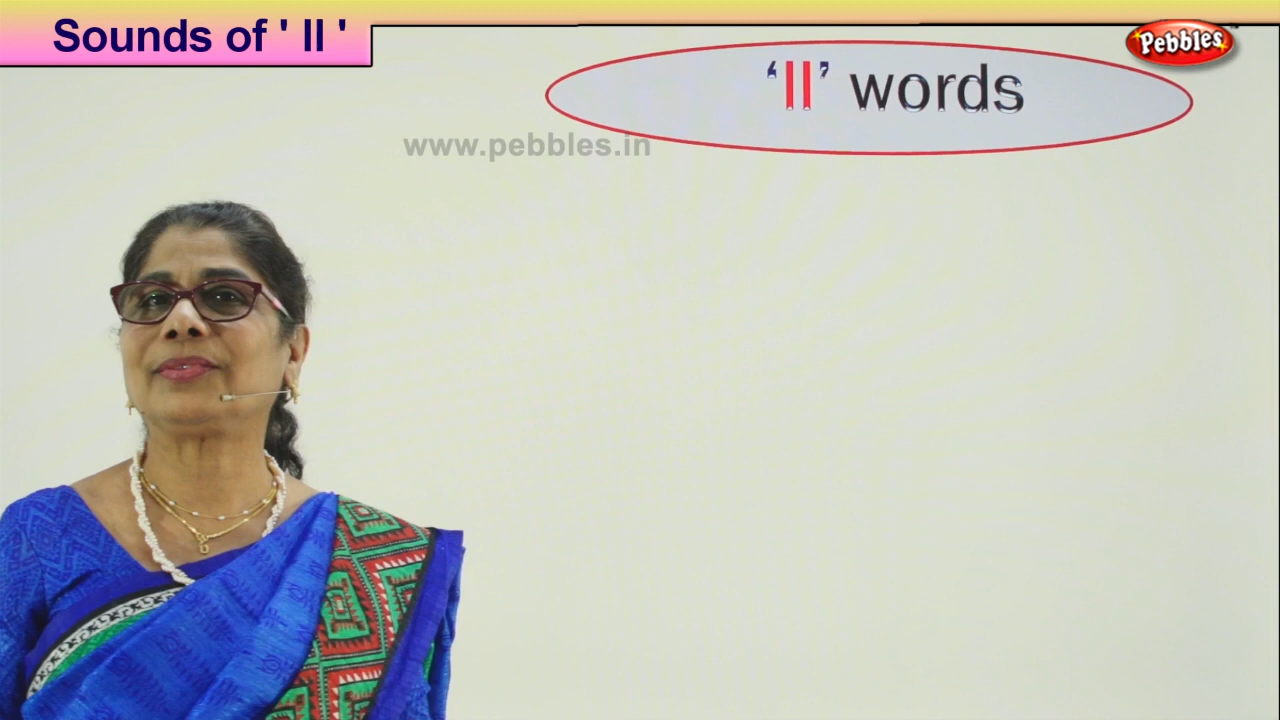 Sounds of ' ll '
Pebbles
‘ll’ words
www.pebbles.in